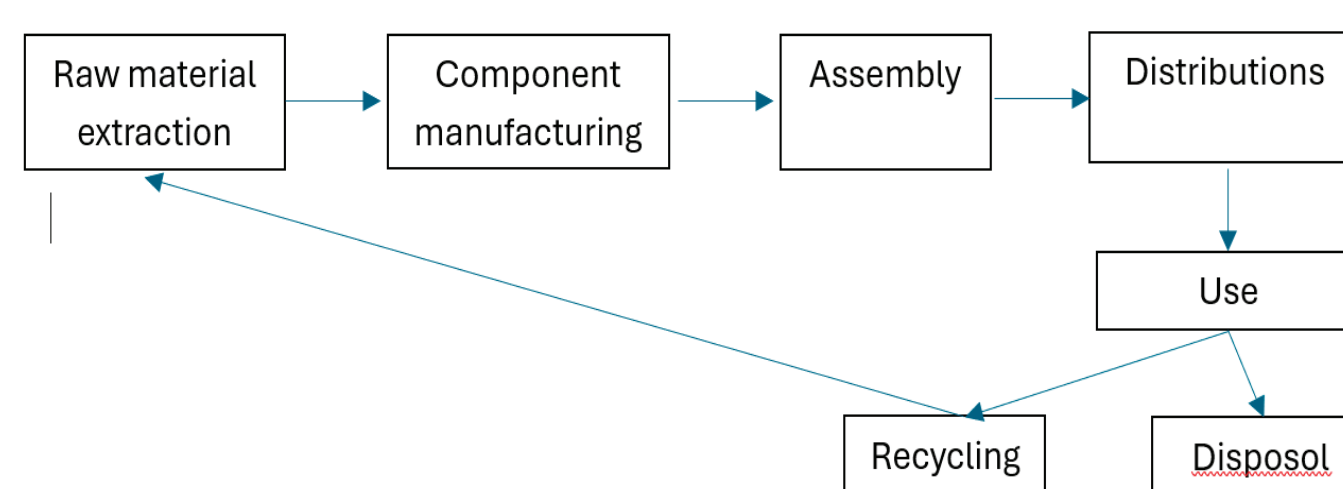 Raw material
extraction
Component
manufacturing
Assembly
Distributions
Use
Recycling
Disposol